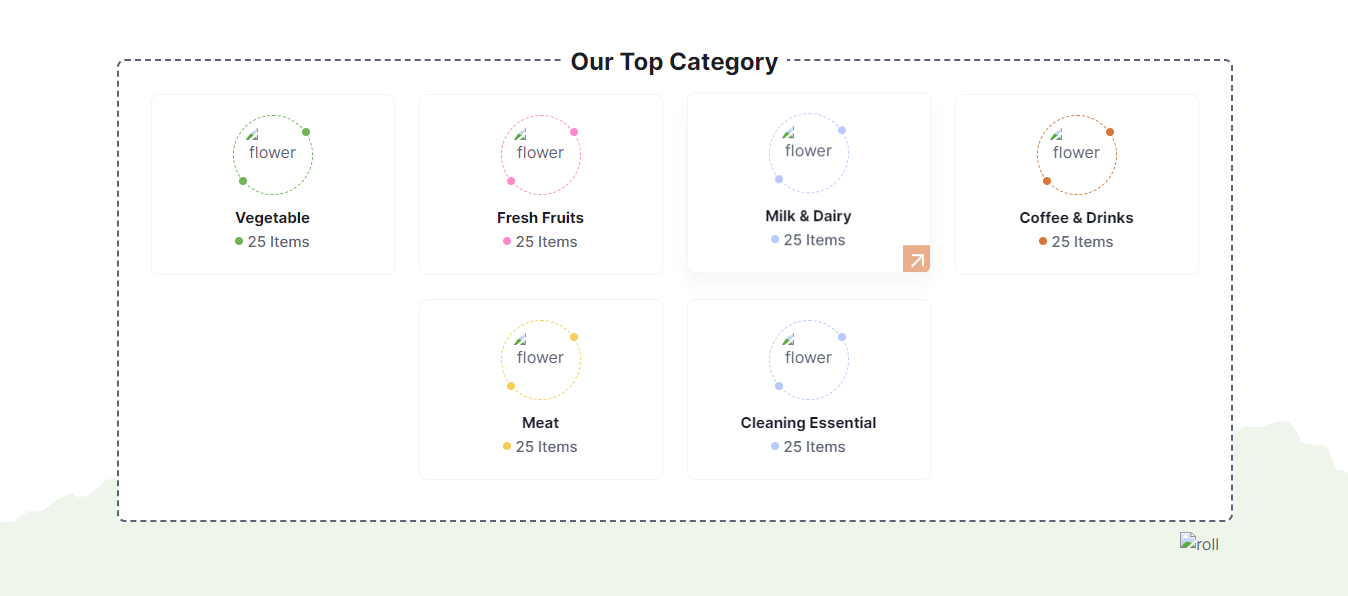 Our Top Category
flower
flower
flower
flower
Vegetable
Fresh Fruits
Milk & Dairy
Coffee & Drinks
25 Items
25 Items
25 Items
25 Items
flower
flower
Meat
Cleaning Essential
25 Items
25 Items
roll